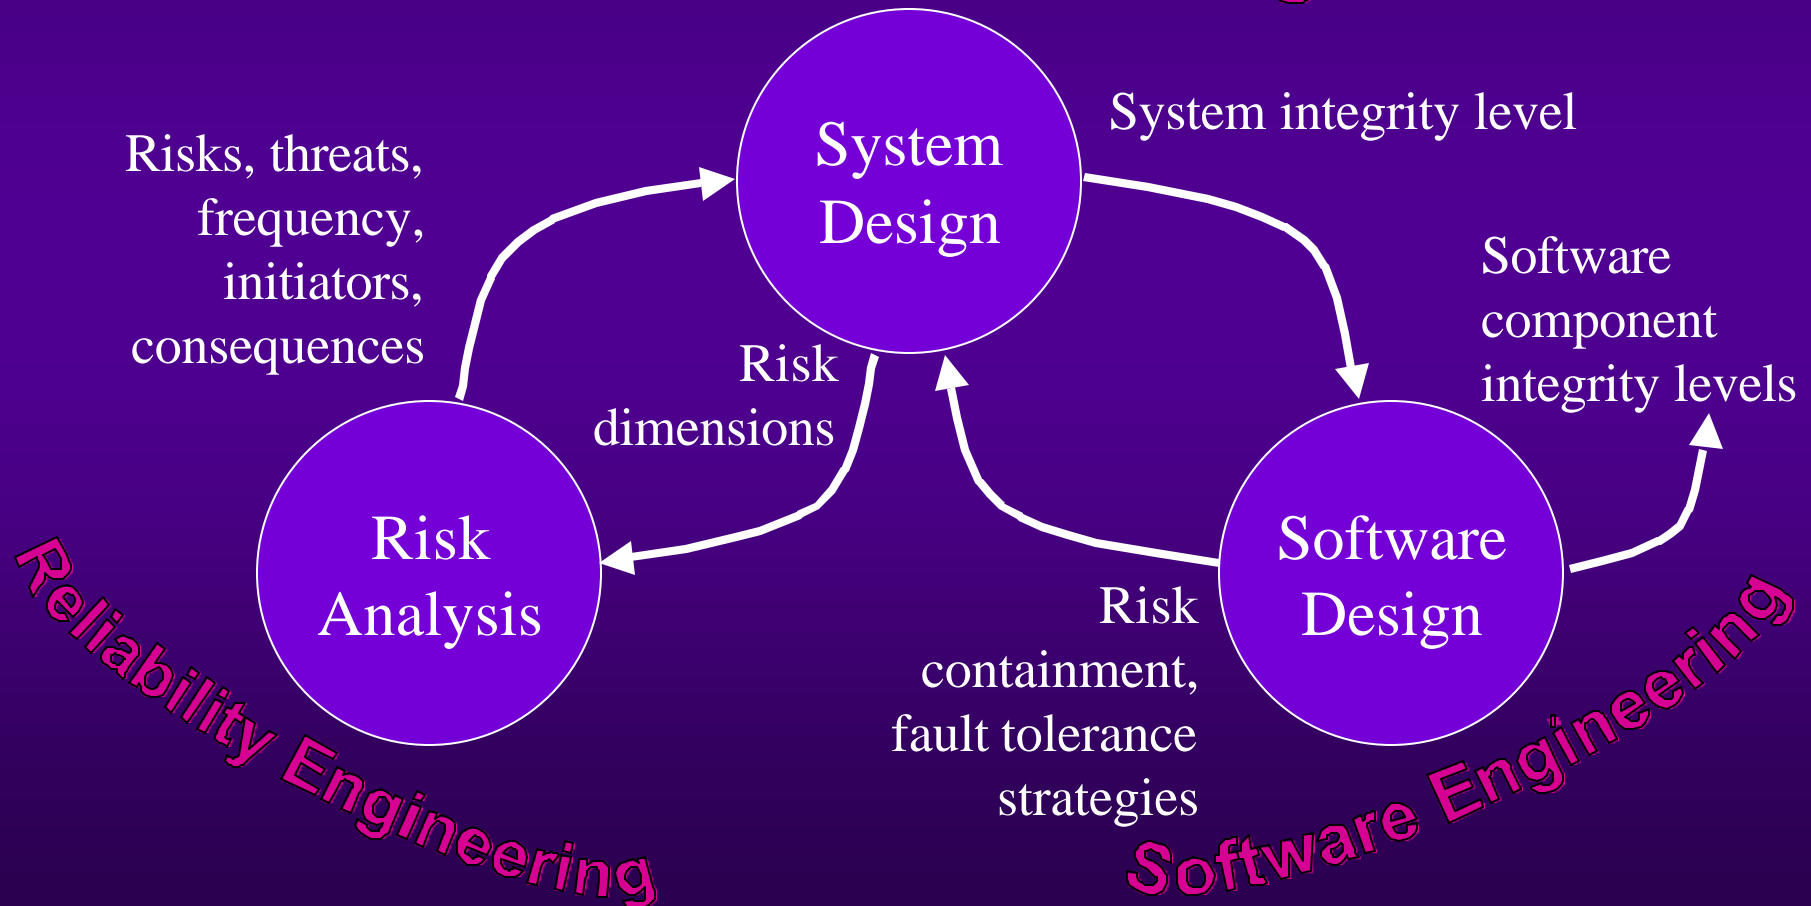 System
Design
System integrity level
Risks, threats,
frequency,
initiators,
consequences
Software
component
integrity levels
Risk
dimensions
Risk
Analysis
Software
Design
Risk
containment,
fault tolerance
strategies
Reliability Engineering
Software Engineering